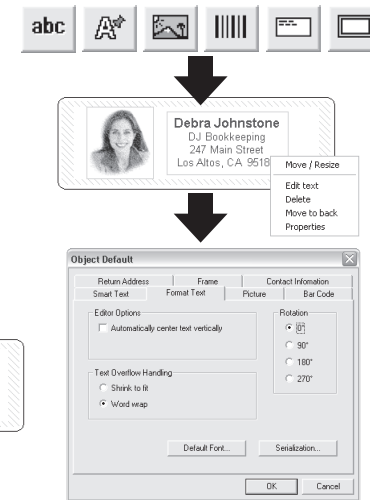 abc
A
Debra Johnstone
DJ Bookkeeping
247 Main Street
Los Altos, CA 9518
Move / Resize
Edit text
Delete
Move to back
Properties
Object Default
Return Address Frame Contact Infomation
Smart Text Format Text Picture Bar Code
Editor Options
Automatically center text vertically
Rotation
0°
90°
180°
270°
Text Overflow Handling
Shrink to fit
Word wrap
Default Font... Serialization...
OK Cancel